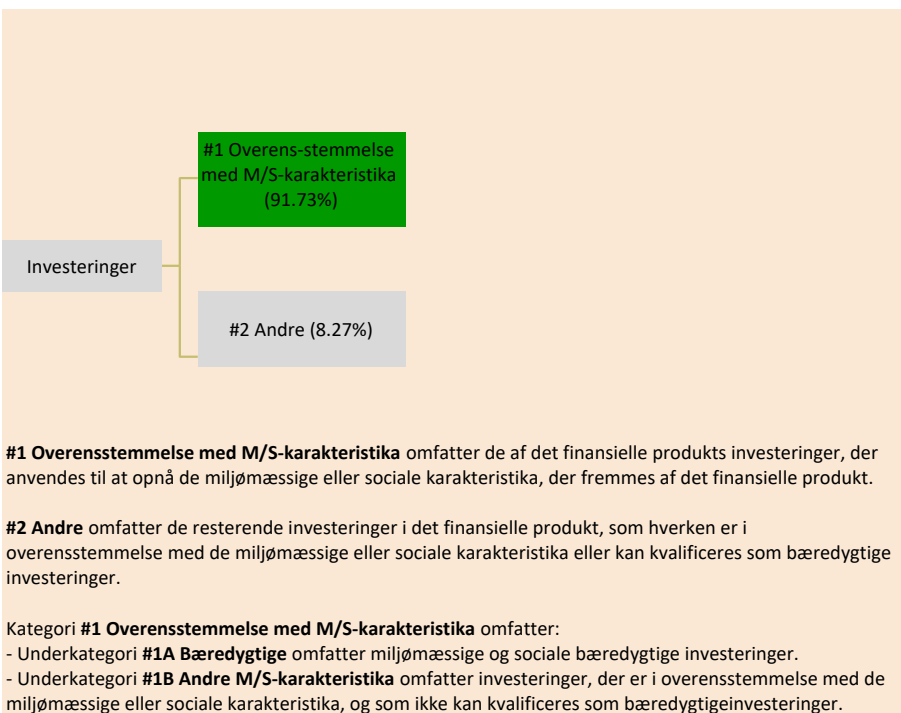 #1 Overens-stemmelse
med M/S-karakteristika
(91.73%)
Investeringer
#2 Andre (8.27%)
#1 Overensstemmelse med M/S-karakteristika omfatter de af det finansielle produkts investeringer, der
anvendes til at opnå de miljømæssige eller sociale karakteristika, der fremmes af det finansielle produkt.
#2 Andre omfatter de resterende investeringer i det finansielle produkt, som hverken er i
overensstemmelse med de miljømæssige eller sociale karakteristika eller kan kvalificeres som bæredygtige
investeringer.
Kategori #1 Overensstemmelse med M/S-karakteristika omfatter:
- Underkategori #1A Bæredygtige omfatter miljømæssige og sociale bæredygtige investeringer.
- Underkategori #1B Andre M/S-karakteristika omfatter investeringer, der er i overensstemmelse med de
miljømæssige eller sociale karakteristika, og som ikke kan kvalificeres som bæredygtigeinvesteringer.